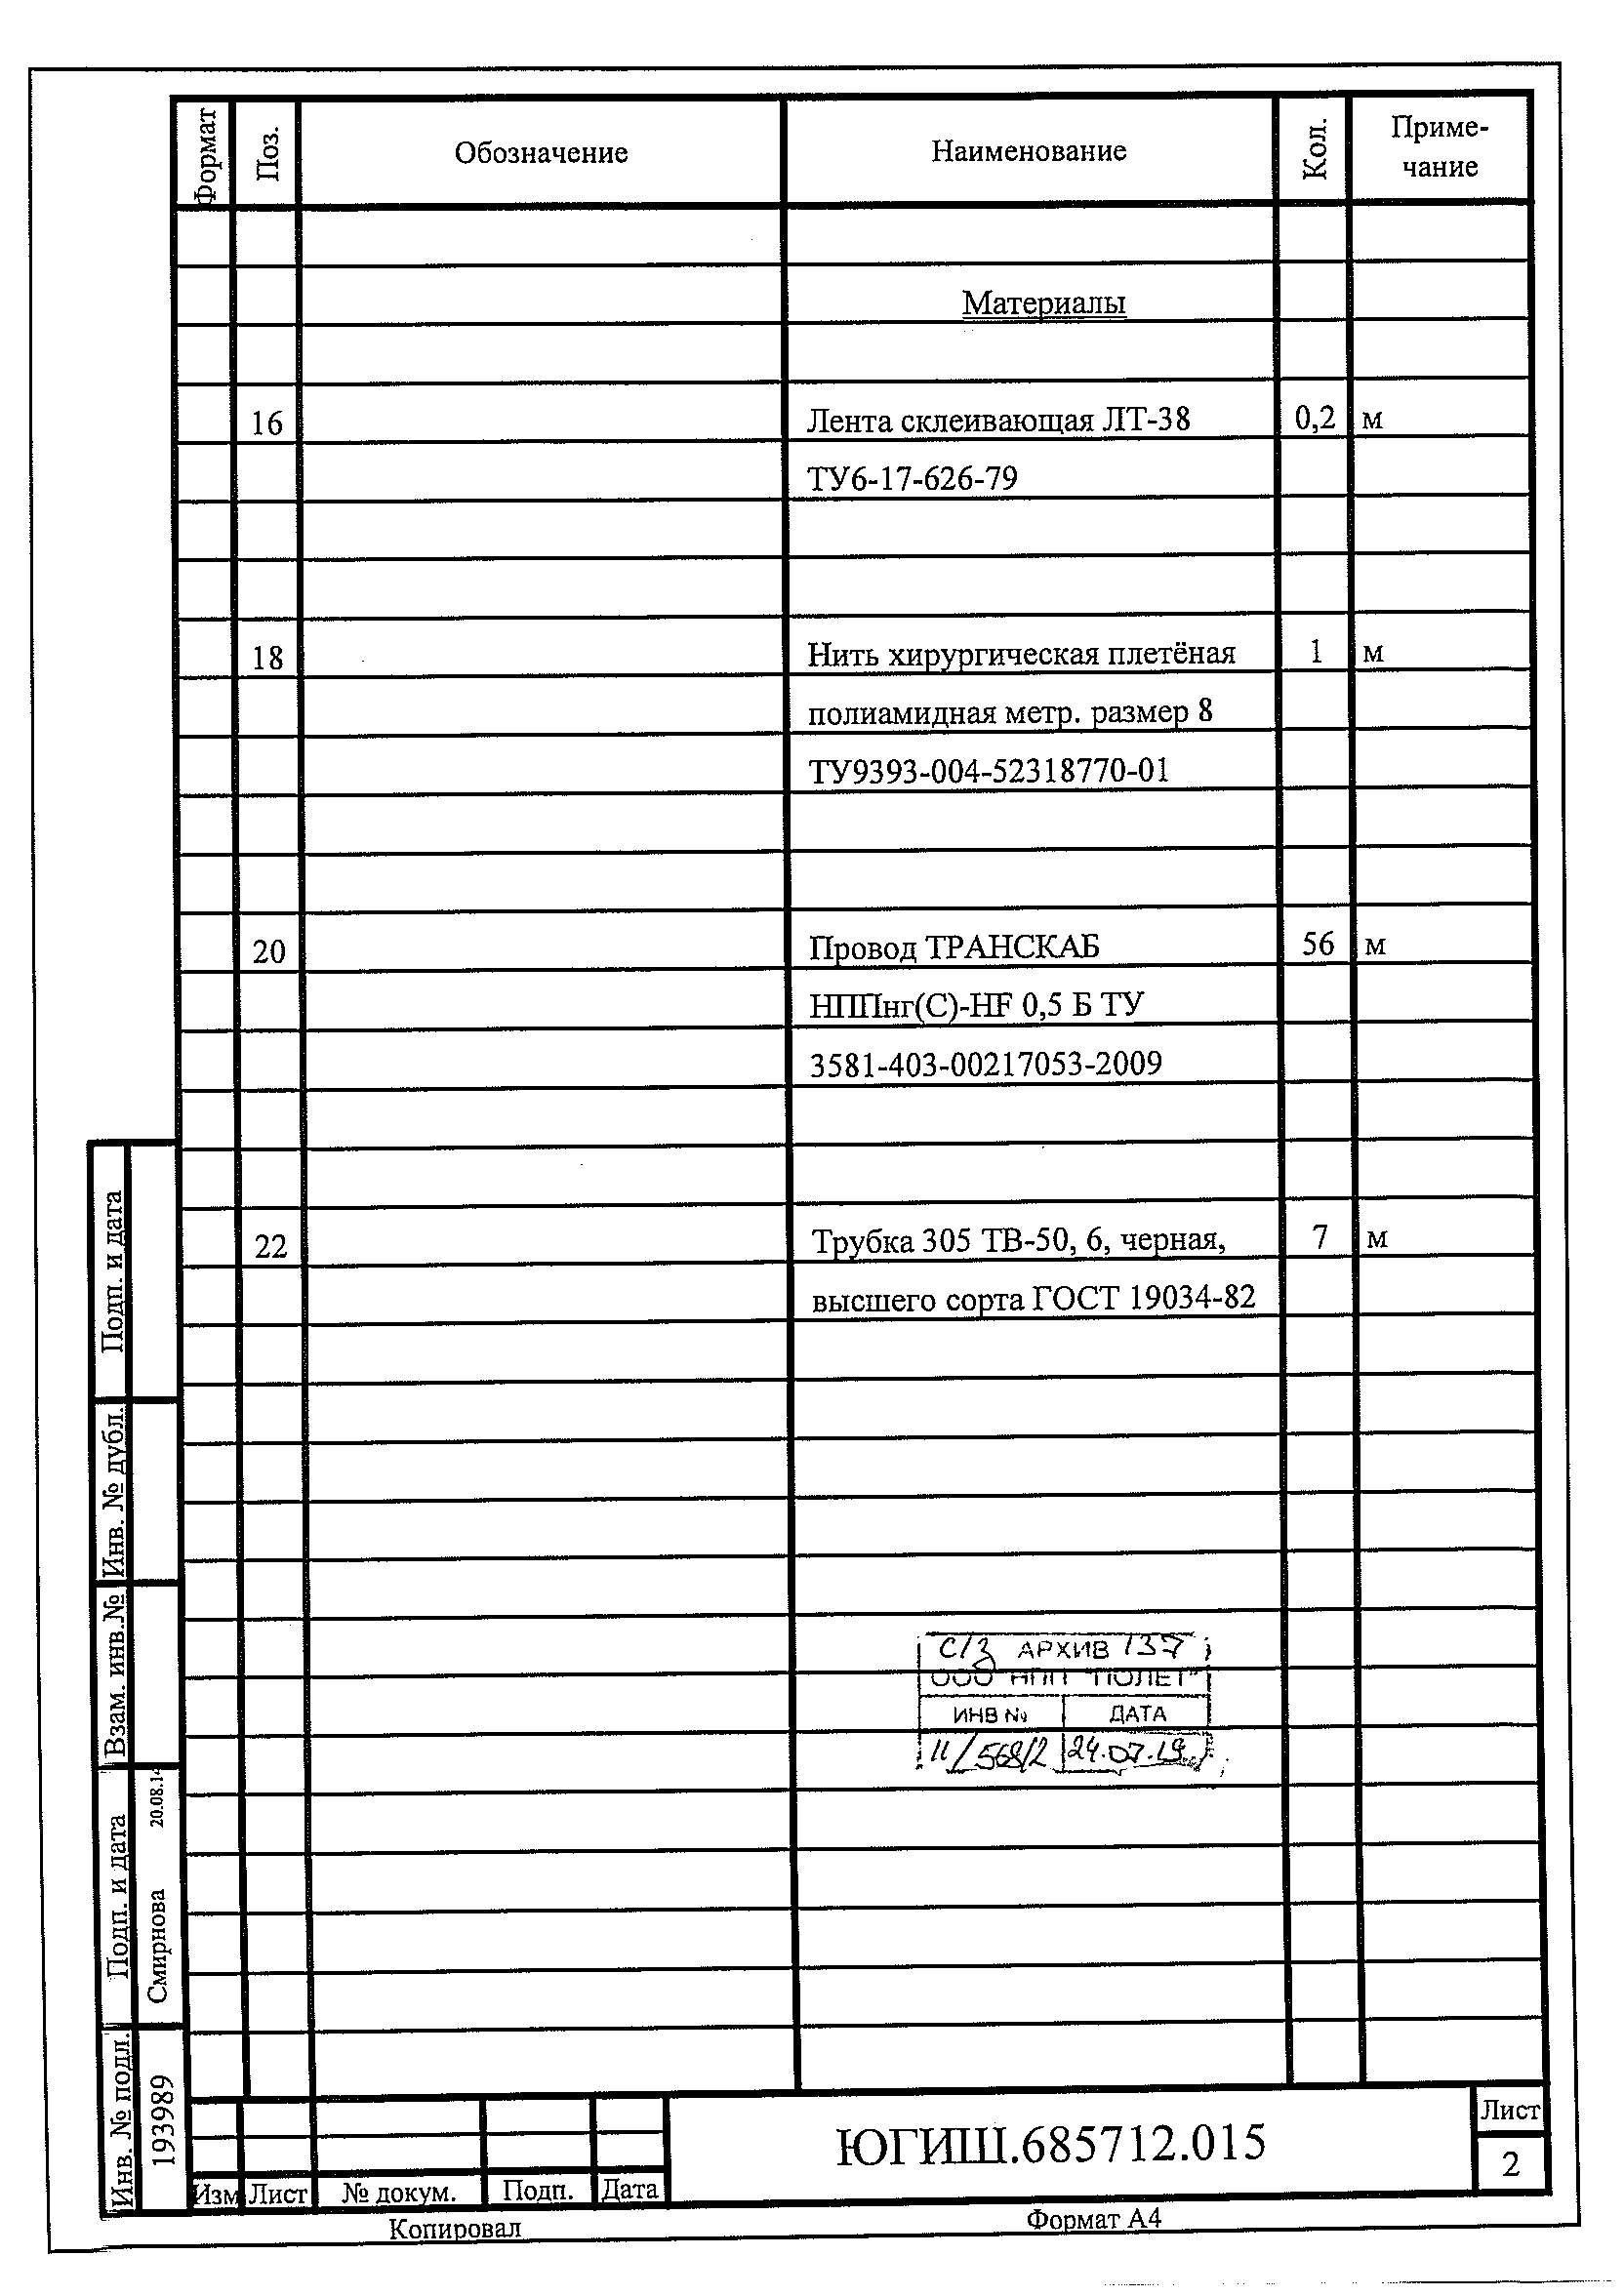 Формат Поз. Обозначение Наименование Кол. Приме-
чание
Материалы
16 Лента склеивающая ЛТ-38 0,2 м
ТУ6-17-626-79
18 Нить хирургическая плетёная 1 м
полиамидная метр. размер 8
ТУ9393-004-52318770-01
20 Провод ТРАНСКАБ 56 м
НППнг(С)-HF 0,5 Б ТУ
3581-403-00217053-2009
22 Трубка 305 ТВ-50, 6, черная, 7 м
высшего сорта ГОСТ 19034-82
АРХИВ 137
ООО НПП "ПОЛЕТ"
ИНВ № ДАТА
11/568/2 24.07.19
Подп. и дата
Инв. № дубл.
Взам. инв.№
Подп. и дата
Смирнова 20.08.14
Инв. № подл.
193989
ЮГИШ.685712.015
Лист
2
Изм Лист № докум. Подп. Дата
Копировал Формат А4